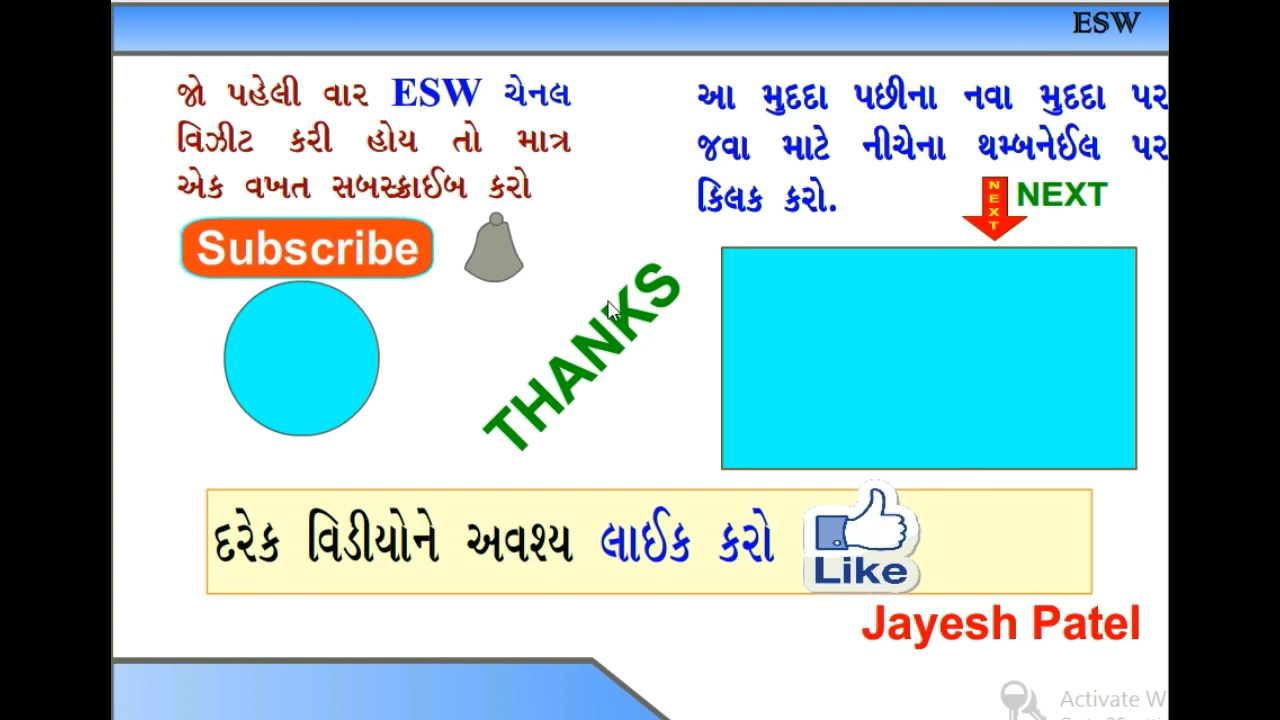 ESW
જો પહેલી વાર ESW ચેનલ
વિઝીટ કરી હોય તો માત્ર
એક વખત સબસ્ક્રાઈબ કરો
Subscribe
આ મુદદા પછીના નવા મુદદા પર
જવા માટે નીચેના થમ્બનેઈલ પર
ક્લિક કરો.
NEXT
NEXT
THANKS
દરેક વિડીયોને અવશ્ય લાઈક કરો
Like
Jayesh Patel
Activate W